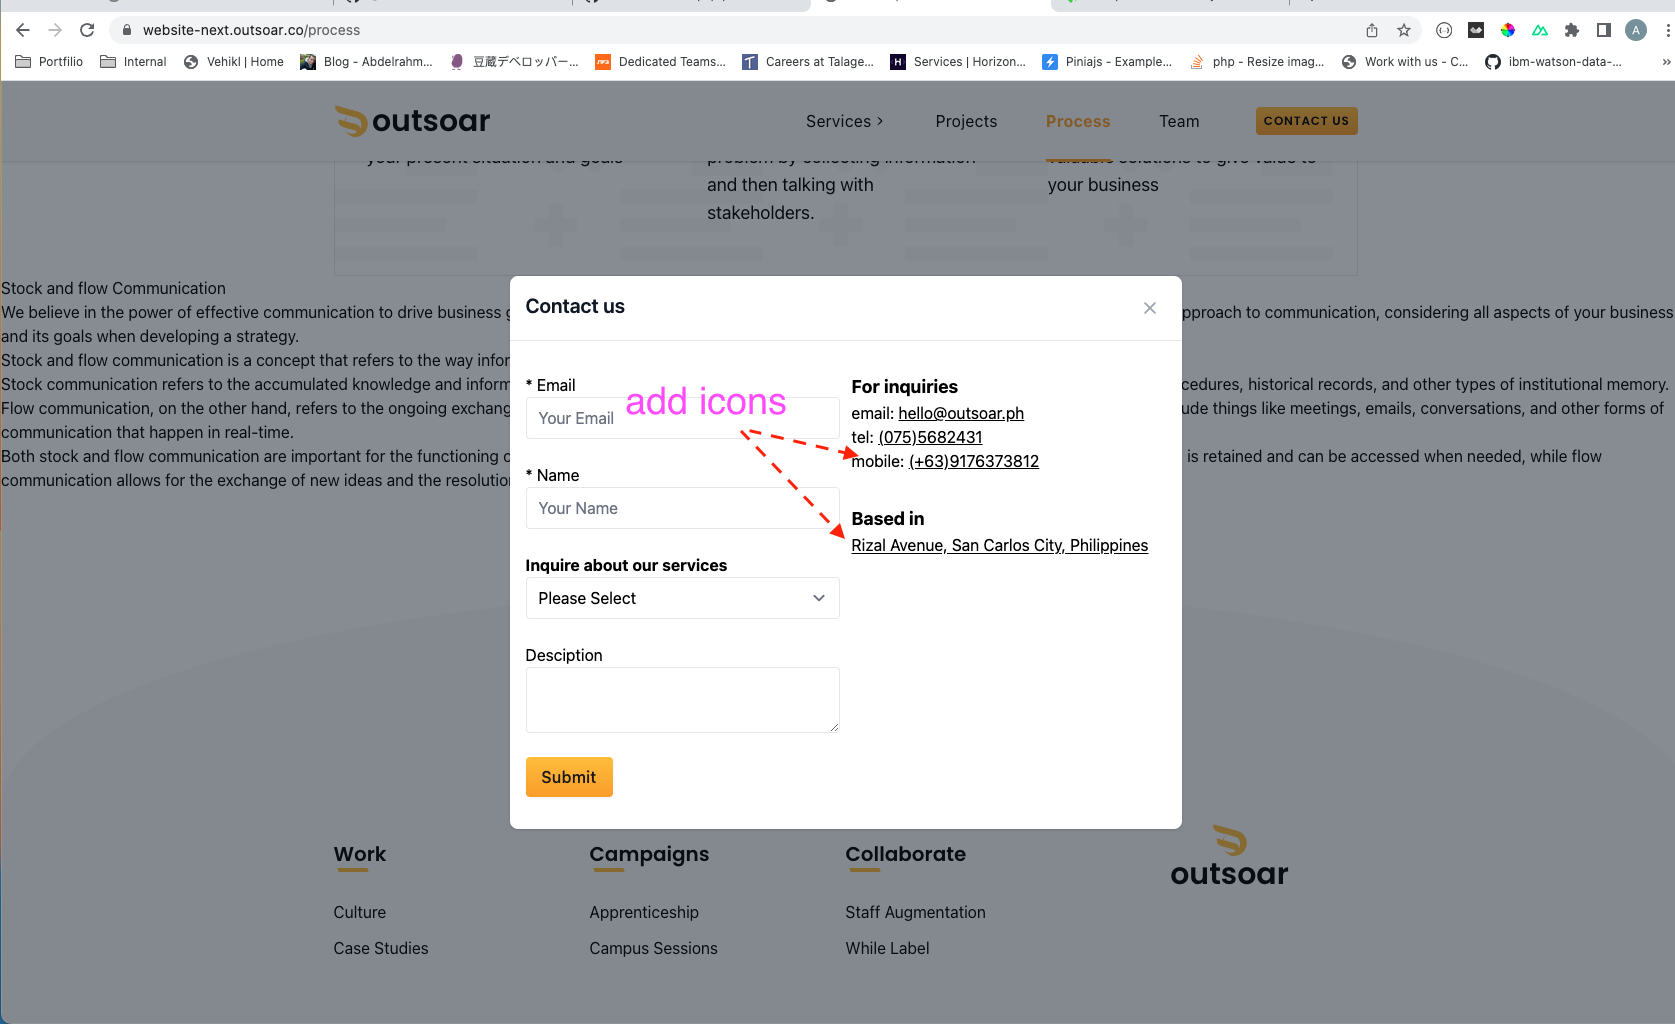 website-next.outsoar.co/process
A
Portfilio
Internal
Vehikl | Home
Blog - Abdelrahm...
豆蔵デベロッパー...
Dedicated Teams...
Careers at Talage...
Services | Horizon...
Piniajs - Example...
php - Resize imag...
Work with us - C...
ibm-watson-data-...
»
outsoar
Services
Projects
Process
Team
CONTACT US
your present situation and goals
problem by collecting information
and then talking with
stakeholders.
valuable solutions to give value to
your business
Stock and flow Communication
We believe in the power of effective communication to drive business g
pproach to communication, considering all aspects of your business
and its goals when developing a strategy.
Stock and flow communication is a concept that refers to the way infor
Stock communication refers to the accumulated knowledge and inform
cedures, historical records, and other types of institutional memory.
Flow communication, on the other hand, refers to the ongoing exchang
ude things like meetings, emails, conversations, and other forms of
communication that happen in real-time.
Both stock and flow communication are important for the functioning o
is retained and can be accessed when needed, while flow
communication allows for the exchange of new ideas and the resolution
Contact us
* Email
Your Email
add icons
* Name
Your Name
Inquire about our services
Please Select
Desciption
Submit
For inquiries
email: hello@outsoar.ph
tel: (075)5682431
mobile: (+63)9176373812
Based in
Rizal Avenue, San Carlos City, Philippines
Work
Culture
Case Studies
Campaigns
Apprenticeship
Campus Sessions
Collaborate
Staff Augmentation
While Label
outsoar